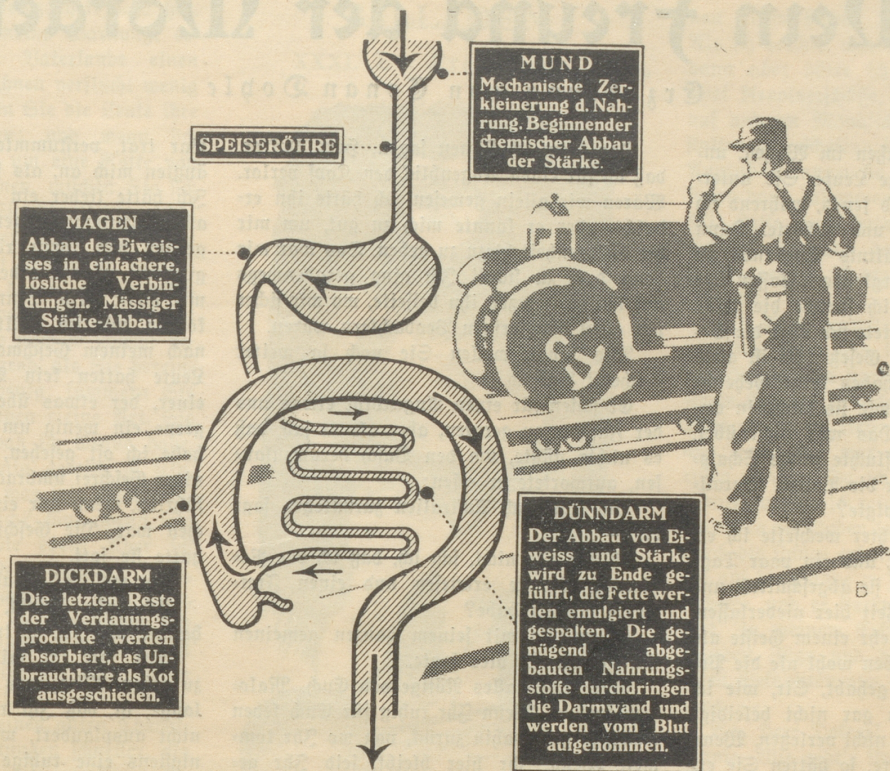 MUND
Mechanische Zer-
kleinerung d. Nah-
rung. Beginnender
chemischer Abbau
der Stärke.
SPEISERÖHRE
MAGEN
Abbau des Eiweis-
ses in einfachere,
lösliche Verbin-
dungen. Mässiger
Stärke-Abbau.
DICKDARM
Die letzten Reste
der Verdauungs-
produkte werden
absorbiert, das Un-
brauchbare als Kot
ausgeschieden.
DÜNNDARM
Der Abbau von Ei-
weiss und Stärke
wird zu Ende ge-
führt, die Fette wer-
den emulgiert und
gespalten. Die ge-
nügend abge-
bauten Nahrungs-
stoffe durchdringen
die Darmwand und
werden vom Blut
aufgenommen.